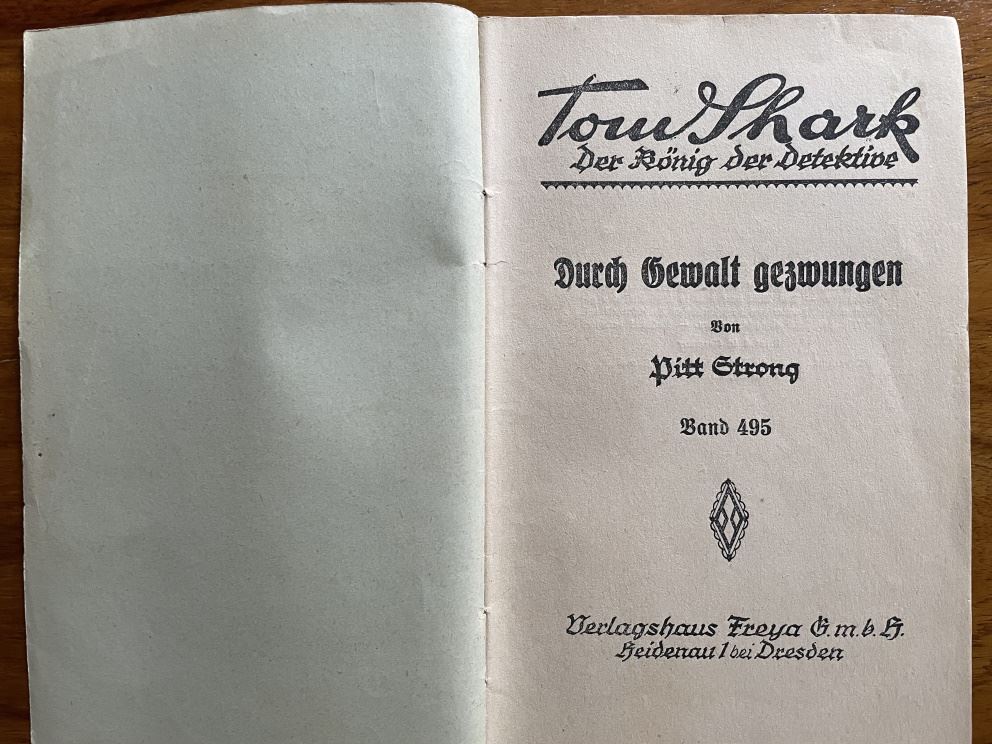 Tom Shark
Der König der Detektive
Durch Gewalt gezwungen
Von
Pitt Strong
Band 495
Verlagshaus Freya G.m.b.H.
Heidenau 1 bei Dresden